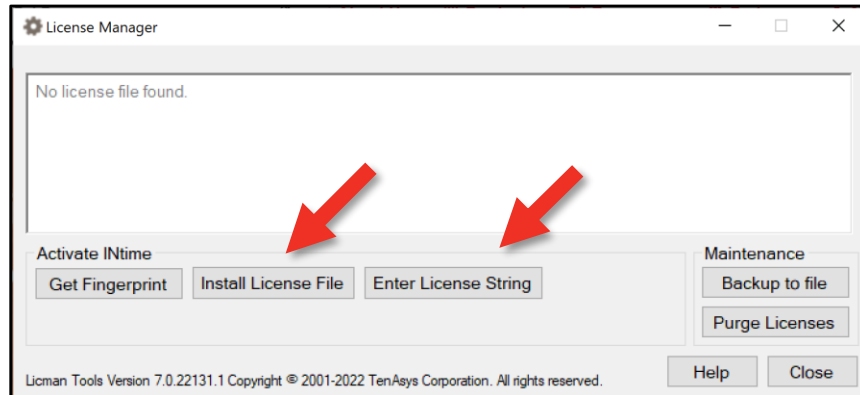 License Manager
No license file found.
Activate INtime
Get Fingerprint
Install License File
Enter License String
Maintenance
Backup to file
Purge Licenses
Licman Tools Version 7.0.22131.1 Copyright © 2001-2022 TenAsys Corporation. All rights reserved.
Help
Close